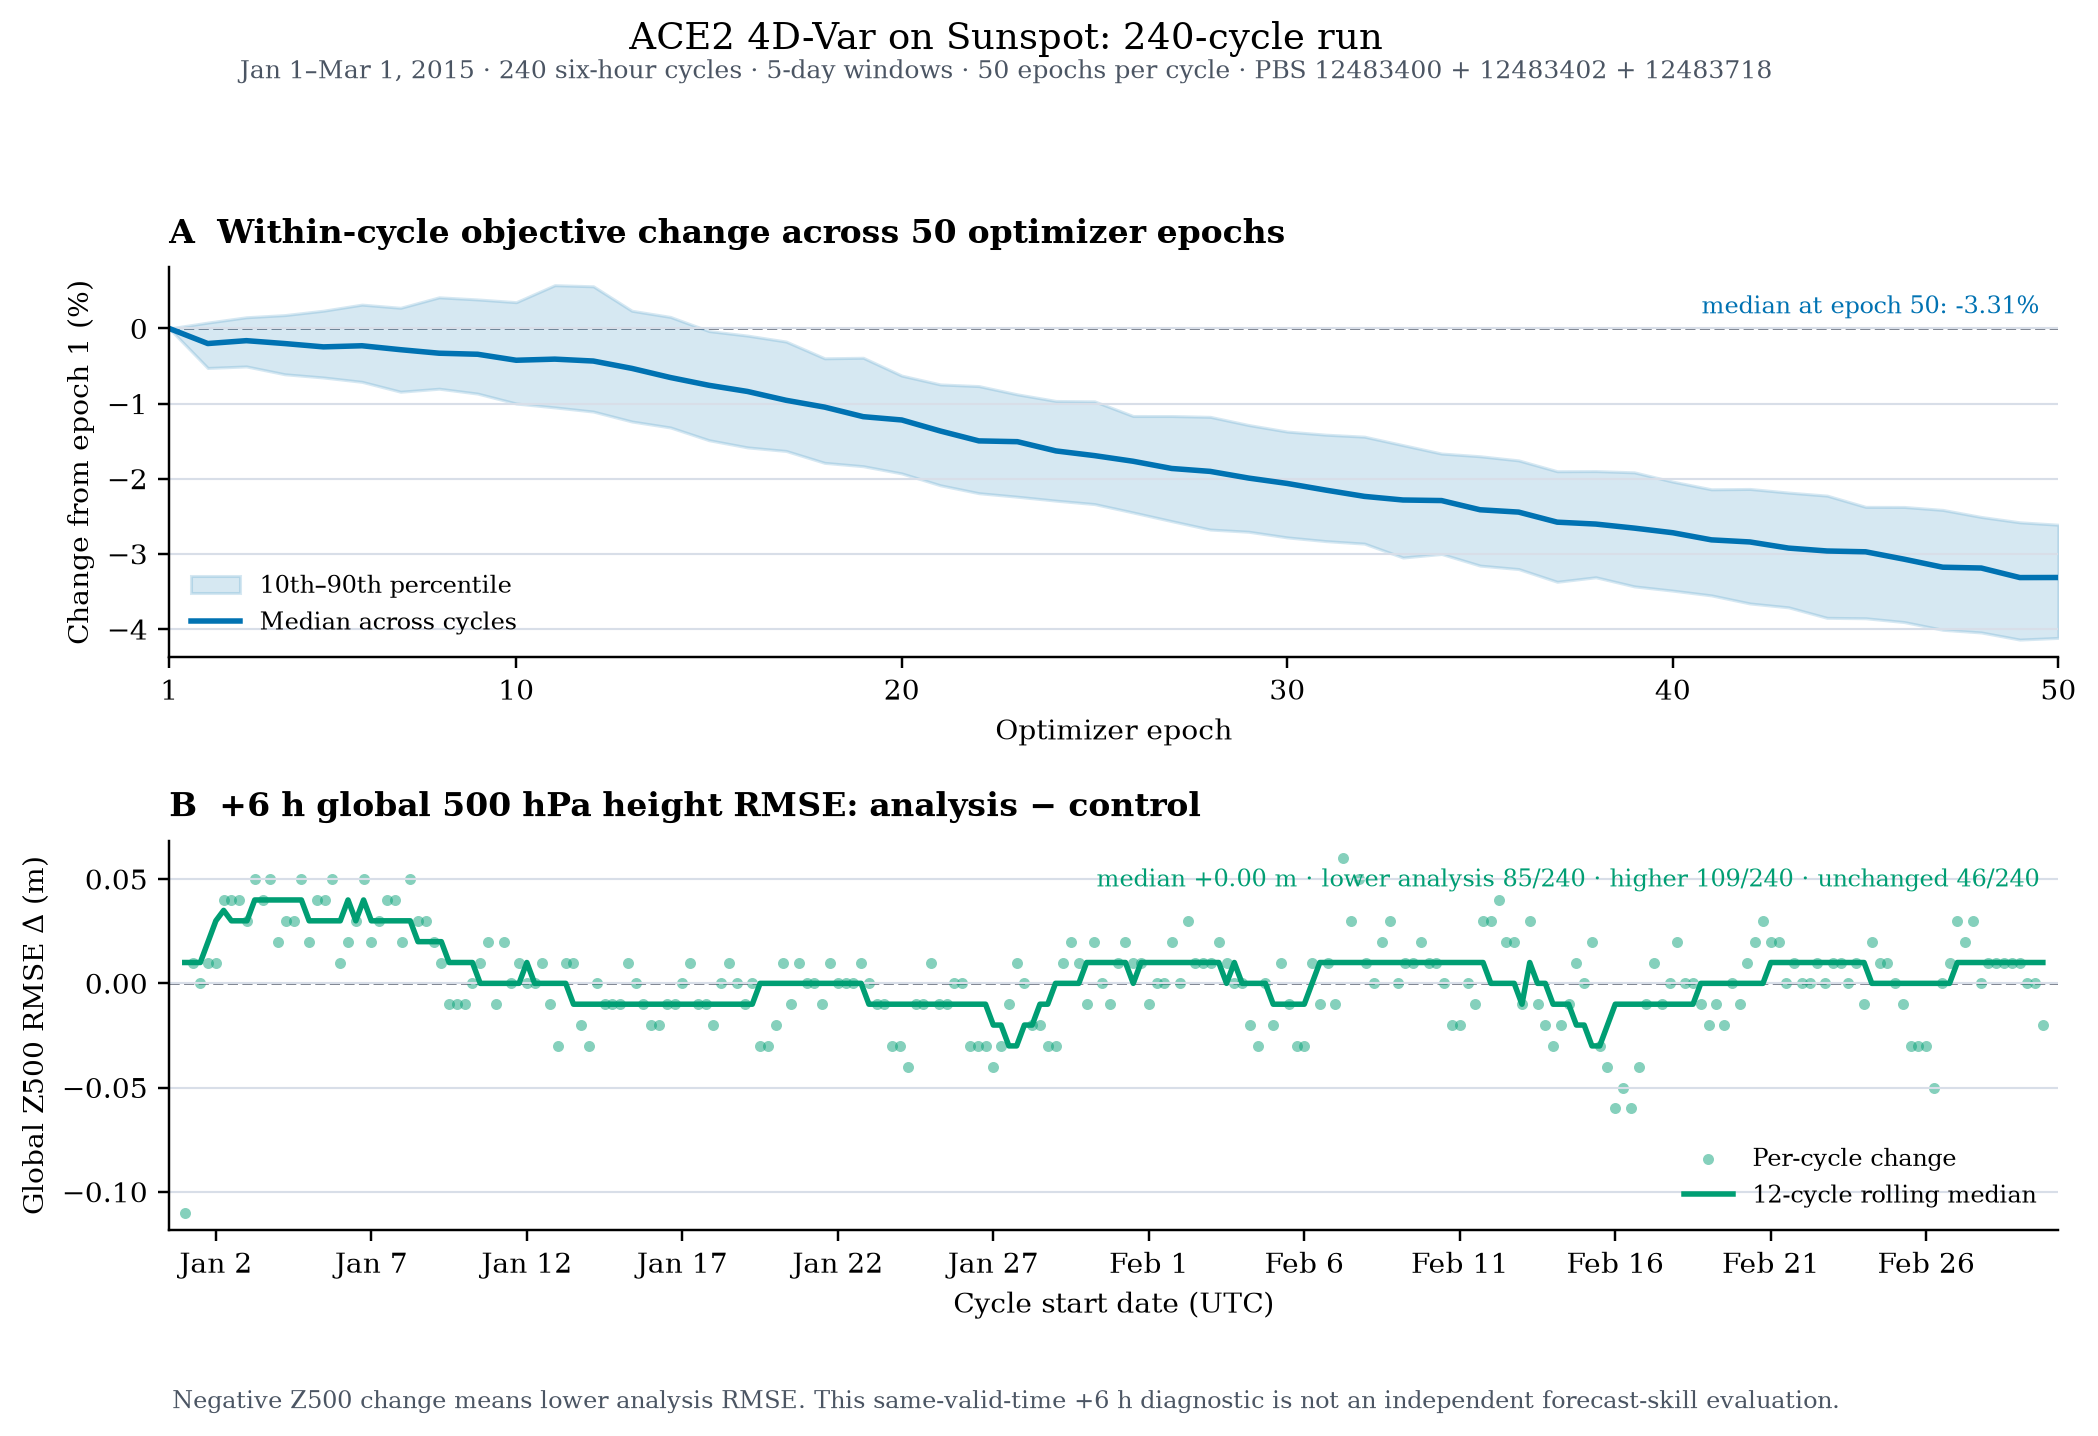 ACE2 4D-Var on Sunspot: 240-cycle run
Jan 1–Mar 1, 2015 · 240 six-hour cycles · 5-day windows · 50 epochs per cycle · PBS 12483400 + 12483402 + 12483718
A Within-cycle objective change across 50 optimizer epochs
Change from epoch 1 (%)
median at epoch 50: -3.31%
0
−1
−2
−3
−4
10th–90th percentile
Median across cycles
1 10 20 30 40 50
Optimizer epoch
B +6 h global 500 hPa height RMSE: analysis − control
Global Z500 RMSE Δ (m)
median +0.00 m · lower analysis 85/240 · higher 109/240 · unchanged 46/240
0.05
0.00
−0.05
−0.10
Per-cycle change
12-cycle rolling median
Jan 2 Jan 7 Jan 12 Jan 17 Jan 22 Jan 27 Feb 1 Feb 6 Feb 11 Feb 16 Feb 21 Feb 26
Cycle start date (UTC)
Negative Z500 change means lower analysis RMSE. This same-valid-time +6 h diagnostic is not an independent forecast-skill evaluation.